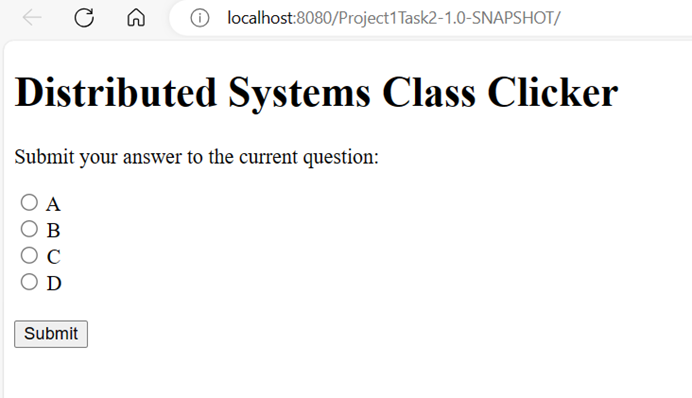 localhost:8080/Project1Task2-1.0-SNAPSHOT/
Distributed Systems Class Clicker
Submit your answer to the current question:
A
B
C
D
Submit